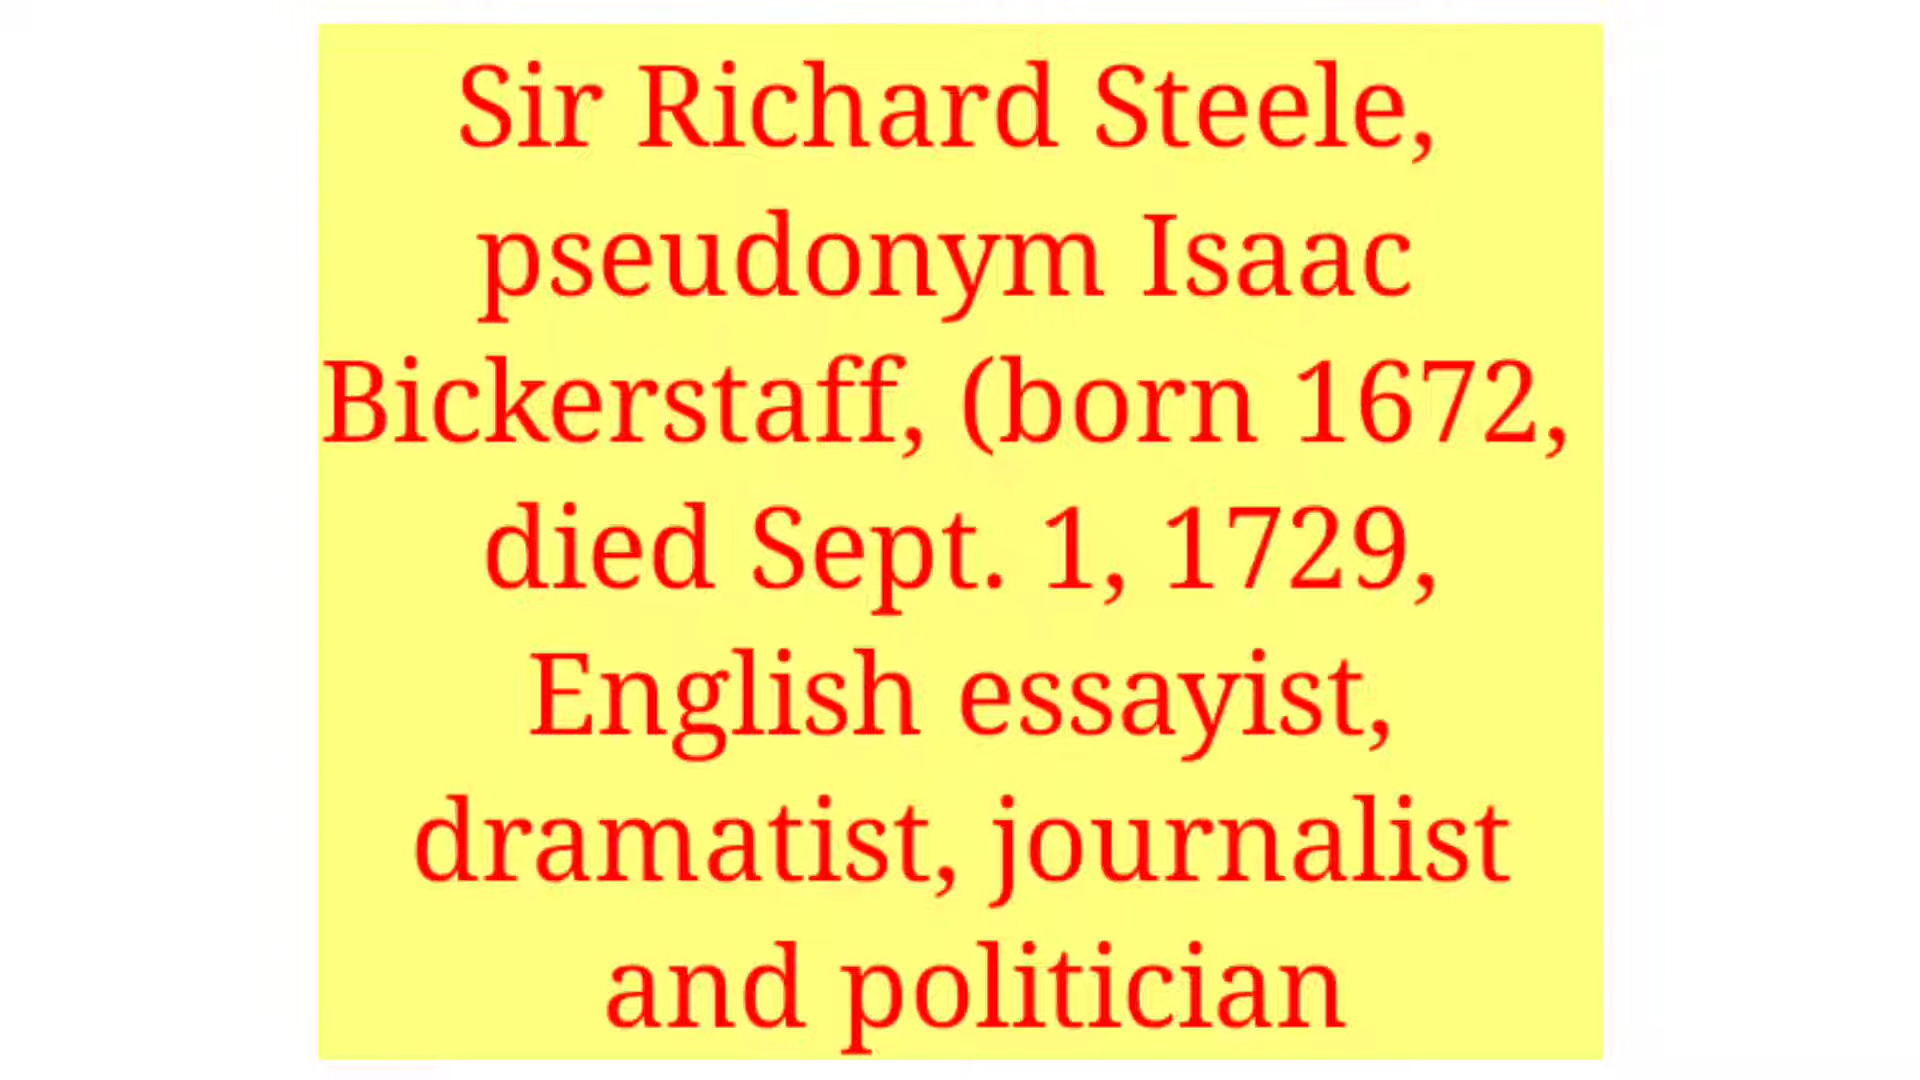 Sir Richard Steele,
pseudonym Isaac
Bickerstaff, (born 1672,
died Sept. 1, 1729,
English essayist,
dramatist, journalist
and politician